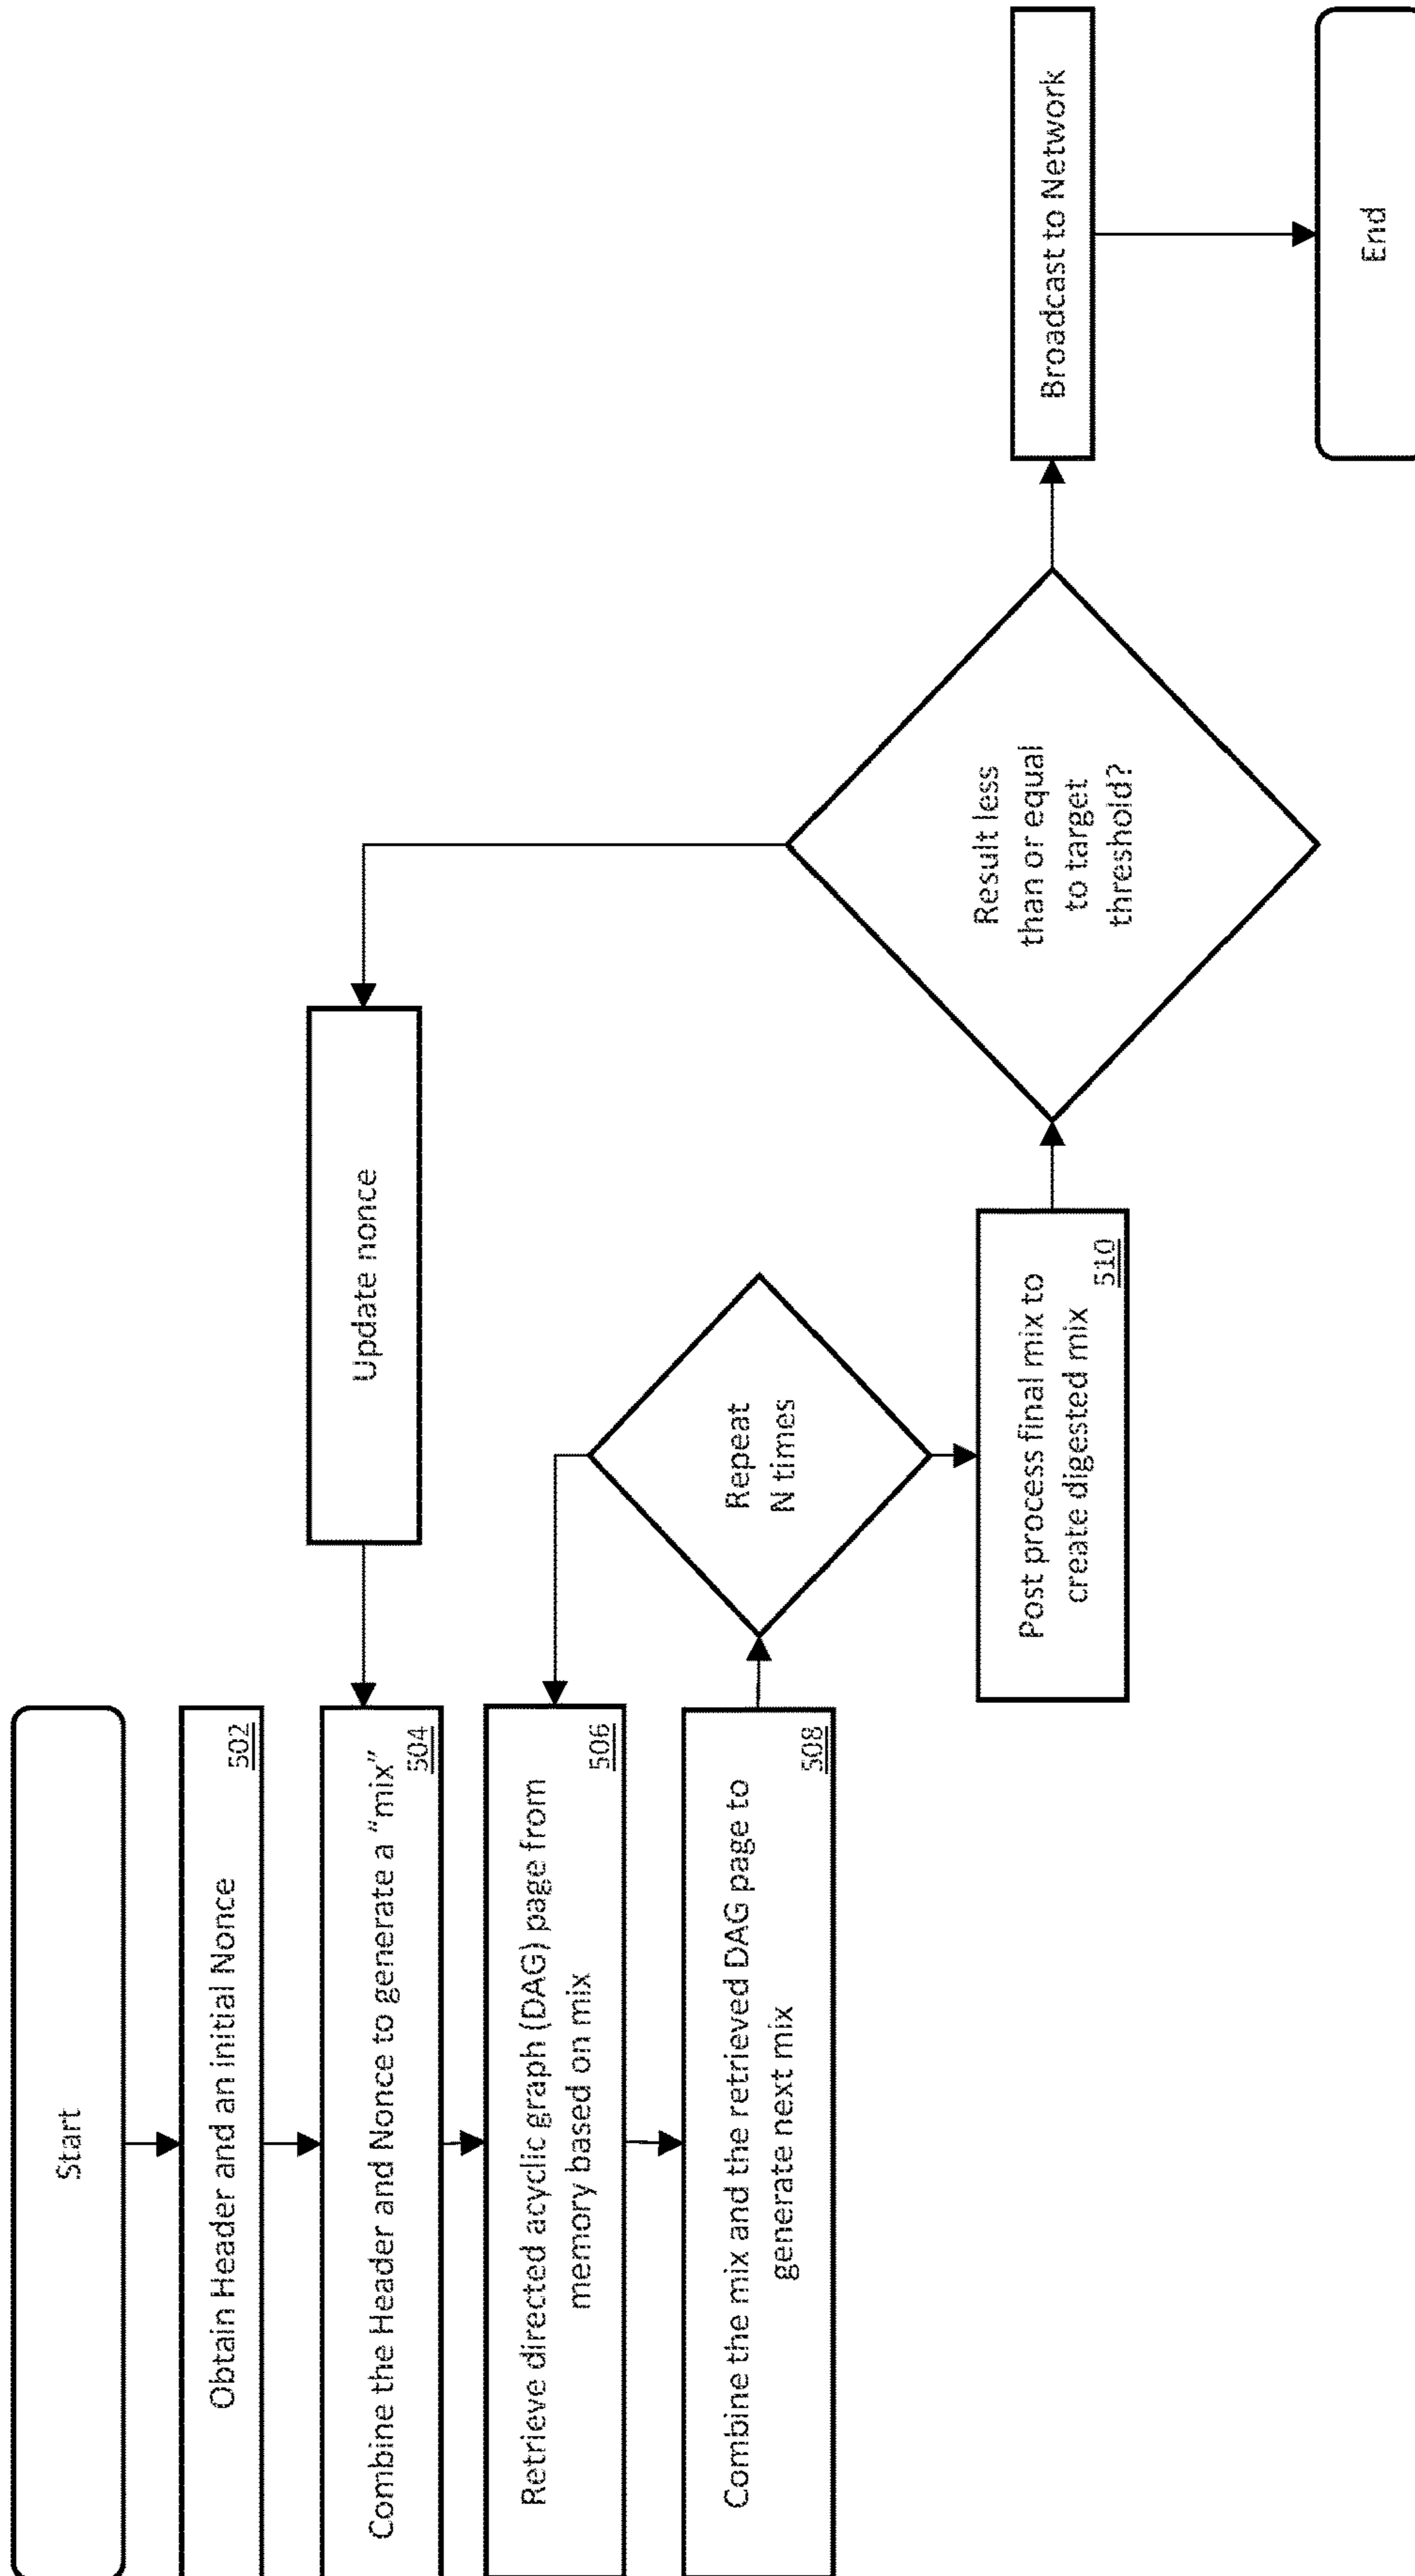 Start
Obtain Header and an initial Nonce
502
Combine the Header and Nonce to generate a “mix”
504
Retrieve directed acyclic graph (DAG) page from
memory based on mix
506
Combine the mix and the retrieved DAG page to
generate next mix
508
Repeat
N times
Update nonce
Post process final mix to
create digested mix
510
Result less
than or equal
to target
threshold?
Broadcast to Network
End